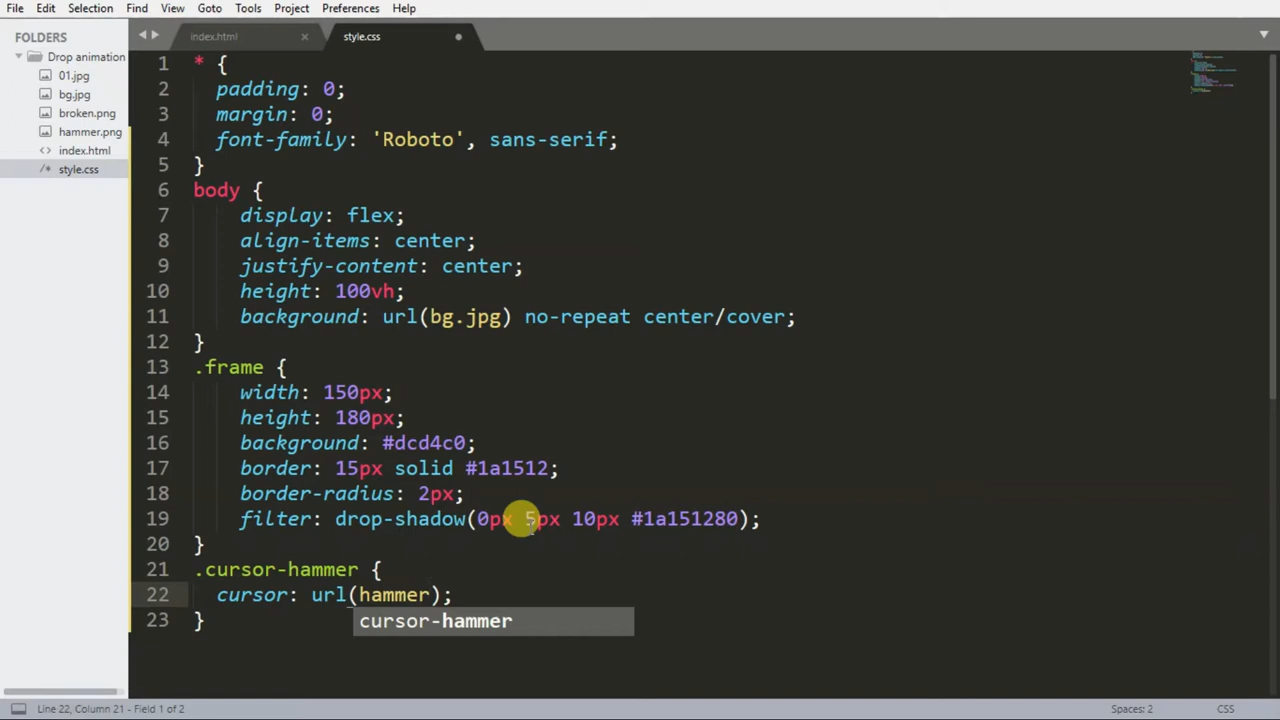 File Edit Selection Find View Goto Tools Project Preferences Help
FOLDERS
Drop animation
01.jpg
bg.jpg
broken.png
hammer.png
index.html
style.css
index.html × style.css
1 * {
2 padding: 0;
3 margin: 0;
4 font-family: 'Roboto', sans-serif;
5 }
6 body {
7 display: flex;
8 align-items: center;
9 justify-content: center;
10 height: 100vh;
11 background: url(bg.jpg) no-repeat center/cover;
12 }
13 .frame {
14 width: 150px;
15 height: 180px;
16 background: #dcd4c0;
17 border: 15px solid #1a1512;
18 border-radius: 2px;
19 filter: drop-shadow(0px 5px 10px #1a151280);
20 }
21 .cursor-hammer {
22 cursor: url(hammer);
cursor-hammer
23 }
Line 22, Column 21 - Field 1 of 2 Spaces: 2 CSS